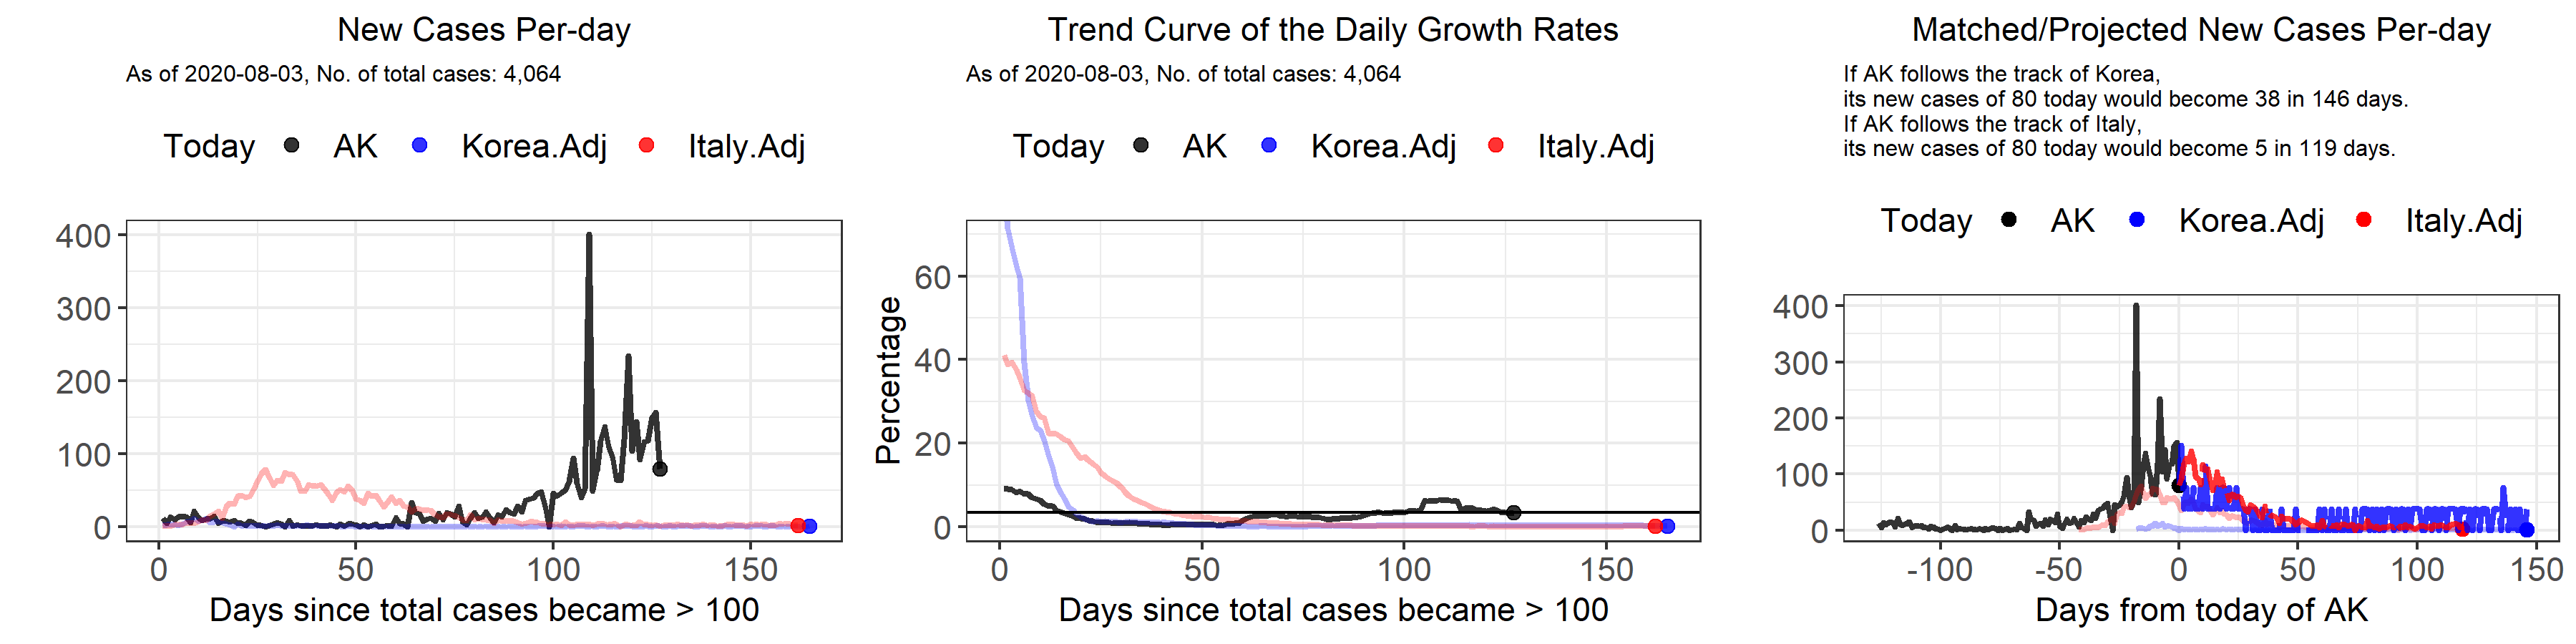 New Cases Per-day
As of 2020-08-03, No. of total cases: 4,064
Today AK Korea.Adj Italy.Adj
400
300
200
100
0
0 50 100 150
Days since total cases became > 100
Trend Curve of the Daily Growth Rates
As of 2020-08-03, No. of total cases: 4,064
Today AK Korea.Adj Italy.Adj
Percentage
60
40
20
0
0 50 100 150
Days since total cases became > 100
Matched/Projected New Cases Per-day
If AK follows the track of Korea,
its new cases of 80 today would become 38 in 146 days.
If AK follows the track of Italy,
its new cases of 80 today would become 5 in 119 days.
Today AK Korea.Adj Italy.Adj
400
300
200
100
0
-100 -50 0 50 100 150
Days from today of AK